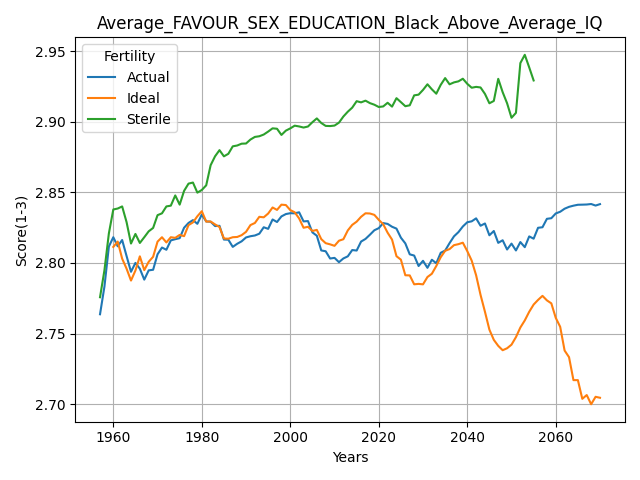 Average_FAVOUR_SEX_EDUCATION_Black_Above_Average_IQ
Fertility
Actual
Ideal
Sterile
Score(1-3)
2.95
2.90
2.85
2.80
2.75
2.70
1960 1980 2000 2020 2040 2060
Years